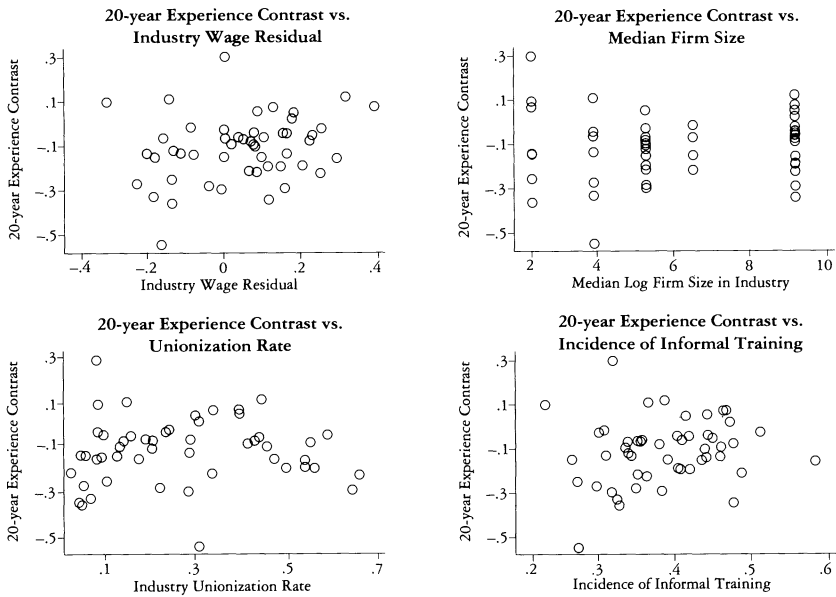 20-year Experience Contrast vs.
Industry Wage Residual
20-year Experience Contrast
.3
.1
-.1
-.3
-.5
-.4
-.2
0
.2
.4
Industry Wage Residual
20-year Experience Contrast vs.
Median Firm Size
20-year Experience Contrast
.3
.1
-.1
-.3
-.5
2
4
6
8
10
Median Log Firm Size in Industry
20-year Experience Contrast vs.
Unionization Rate
20-year Experience Contrast
.3
.1
-.1
-.3
-.5
.1
.3
.5
.7
Industry Unionization Rate
20-year Experience Contrast vs.
Incidence of Informal Training
20-year Experience Contrast
.3
.1
-.1
-.3
-.5
.2
.3
.4
.5
.6
Incidence of Informal Training